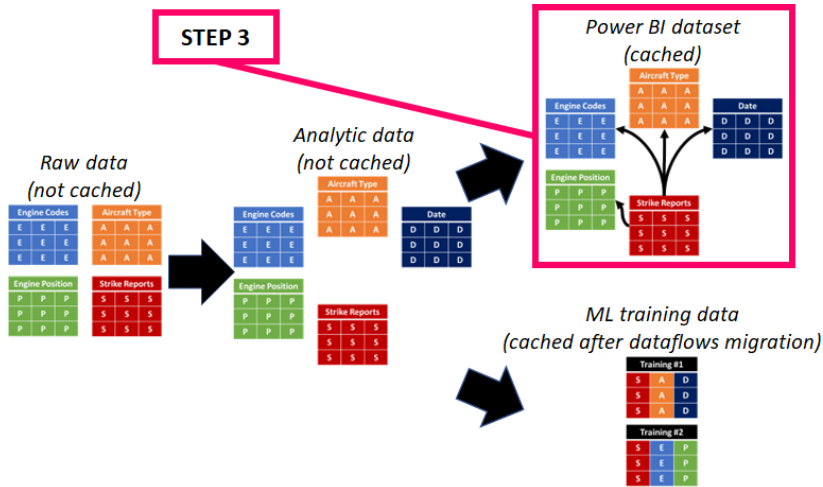 STEP 3
Raw data
(not cached)
Engine Codes
E E E
E E E
E E E
Aircraft Type
A A A
A A A
A A A
Engine Position
P P P
P P P
P P P
Strike Reports
S S S
S S S
S S S
Analytic data
(not cached)
Engine Codes
E E E
E E E
E E E
Aircraft Type
A A A
A A A
A A A
Date
D D D
D D D
D D D
Engine Position
P P P
P P P
P P P
Strike Reports
S S S
S S S
S S S
Power BI dataset
(cached)
Engine Codes
E E E
E E E
E E E
Aircraft Type
A A A
A A A
A A A
Date
D D D
D D D
D D D
Engine Position
P P P
P P P
P P P
Strike Reports
S S S
S S S
S S S
ML training data
(cached after dataflows migration)
Training #1
S A D
S A D
S A D
Training #2
S E P
S E P
S E P